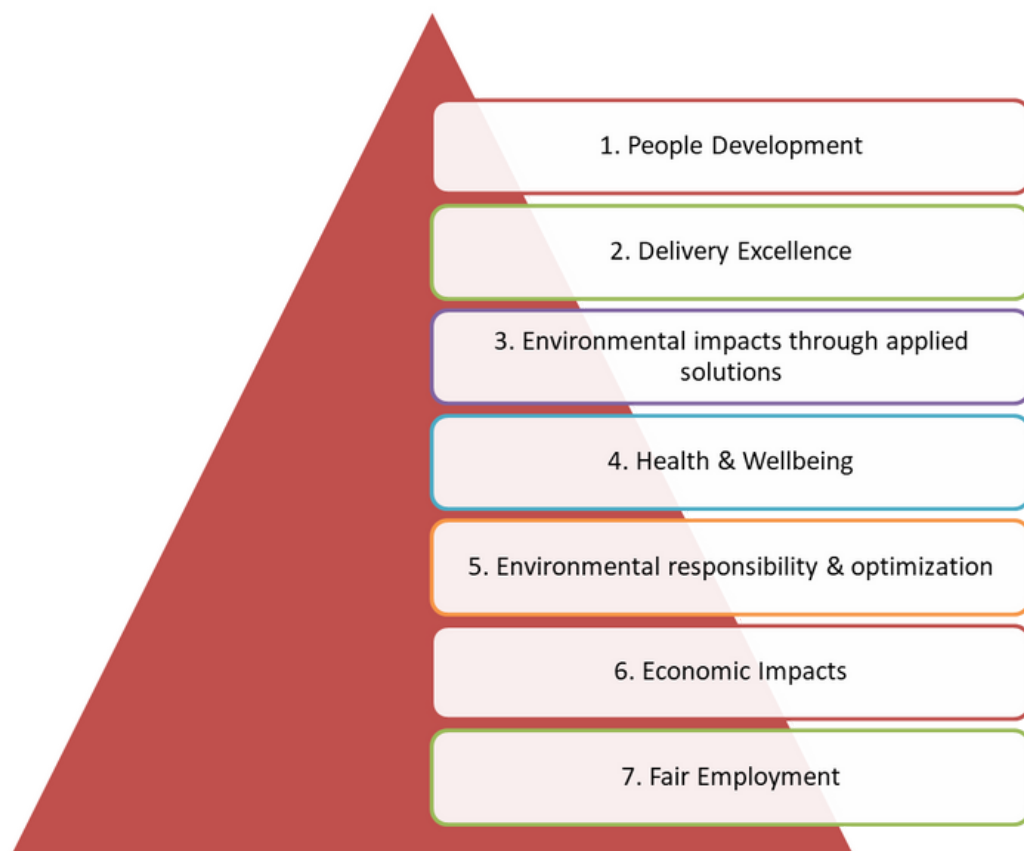 1. People Development
2. Delivery Excellence
3. Environmental impacts through applied
solutions
4. Health & Wellbeing
5. Environmental responsibility & optimization
6. Economic Impacts
7. Fair Employment